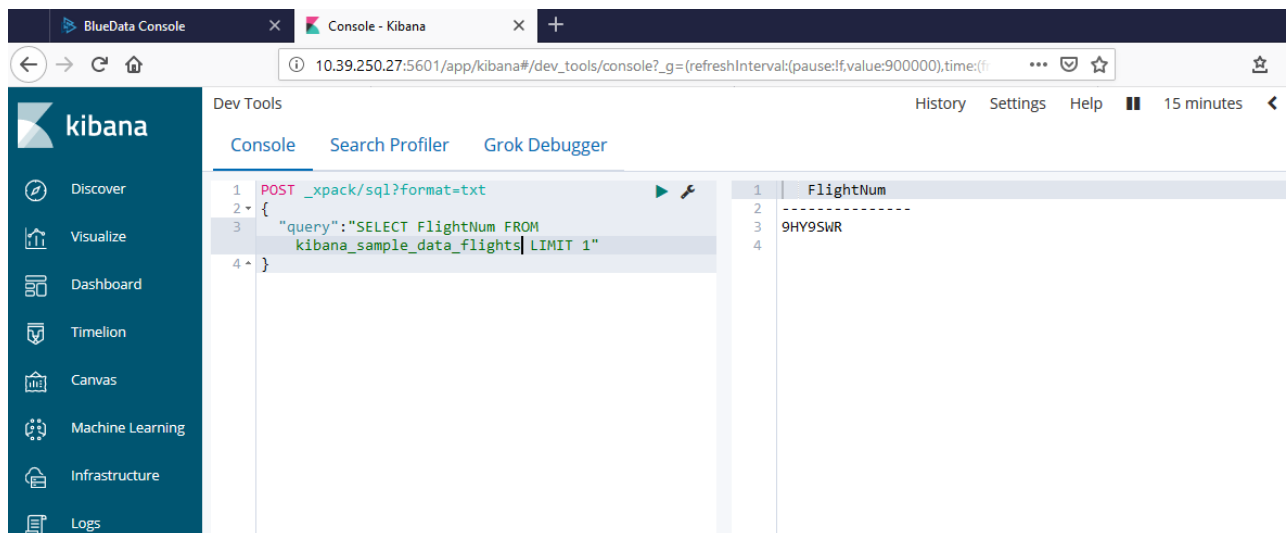 BlueData Console
Console - Kibana
10.39.250.27:5601/app/kibana#/dev_tools/console?_g=(refreshInterval:(pause:!f,value:900000),time:(fr
kibana
Dev Tools
History Settings Help 15 minutes
Console Search Profiler Grok Debugger
Discover
Visualize
Dashboard
Timelion
Canvas
Machine Learning
Infrastructure
Logs
1 POST _xpack/sql?format=txt
2 {
3 "query":"SELECT FlightNum FROM
kibana_sample_data_flights LIMIT 1"
4 }
1 FlightNum
2 ---------------
3 9HY9SWR
4